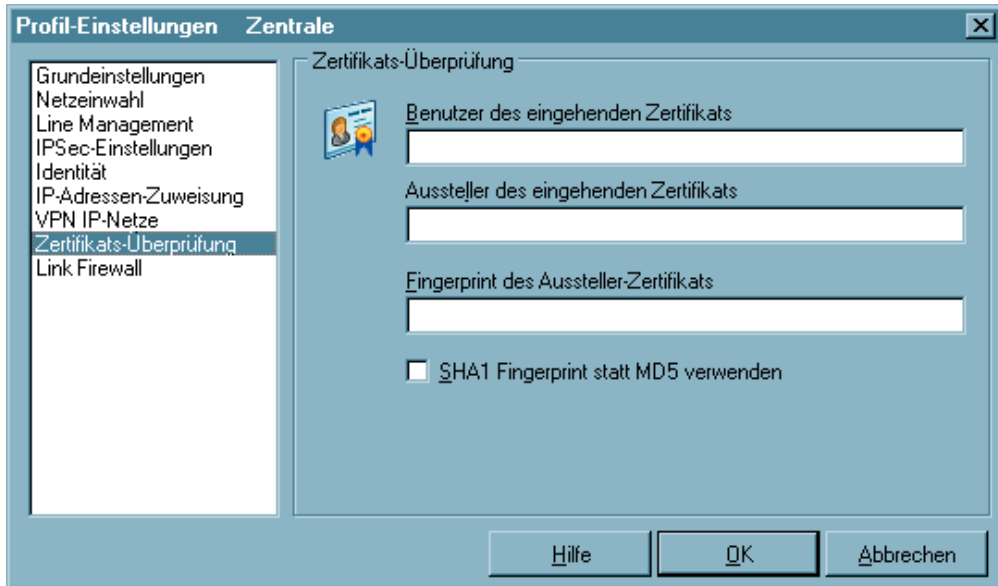 Profil-Einstellungen Zentrale
Grundeinstellungen
Netzeinwahl
Line Management
IPSec-Einstellungen
Identität
IP-Adressen-Zuweisung
VPN IP-Netze
Zertifikats-Überprüfung
Link Firewall
Zertifikats-Überprüfung
Benutzer des eingehenden Zertifikats
Aussteller des eingehenden Zertifikats
Fingerprint des Aussteller-Zertifikats
SHA1 Fingerprint statt MD5 verwenden
Hilfe
OK
Abbrechen